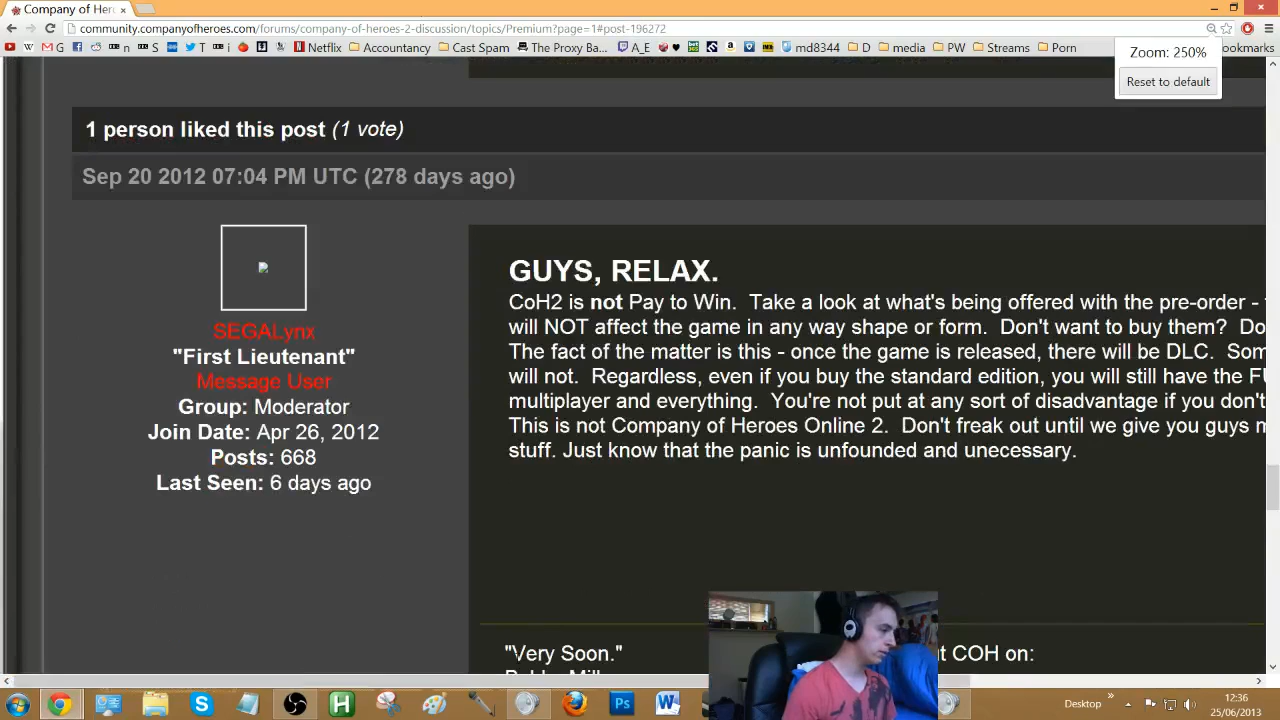 Company of Her
community.companyofheroes.com/forums/company-of-heroes-2-discussion/topics/Premium?page=1#post-196272
G n S T i Netflix Accountancy Cast Spam The Proxy Ba... A_E md8344 D media PW Streams Porn bookmarks
Zoom: 250%
Reset to default
1 person liked this post (1 vote)
Sep 20 2012 07:04 PM UTC (278 days ago)
SEGALynx
"First Lieutenant"
Message User
Group: Moderator
Join Date: Apr 26, 2012
Posts: 668
Last Seen: 6 days ago
GUYS, RELAX.
CoH2 is not Pay to Win. Take a look at what's being offered with the pre-order -
will NOT affect the game in any way shape or form. Don't want to buy them? Do
The fact of the matter is this - once the game is released, there will be DLC. Som
will not. Regardless, even if you buy the standard edition, you will still have the FU
multiplayer and everything. You're not put at any sort of disadvantage if you don't
This is not Company of Heroes Online 2. Don't freak out until we give you guys m
stuff. Just know that the panic is unfounded and unecessary.
"Very Soon."
t COH on:
Desktop
12:36
25/06/2013